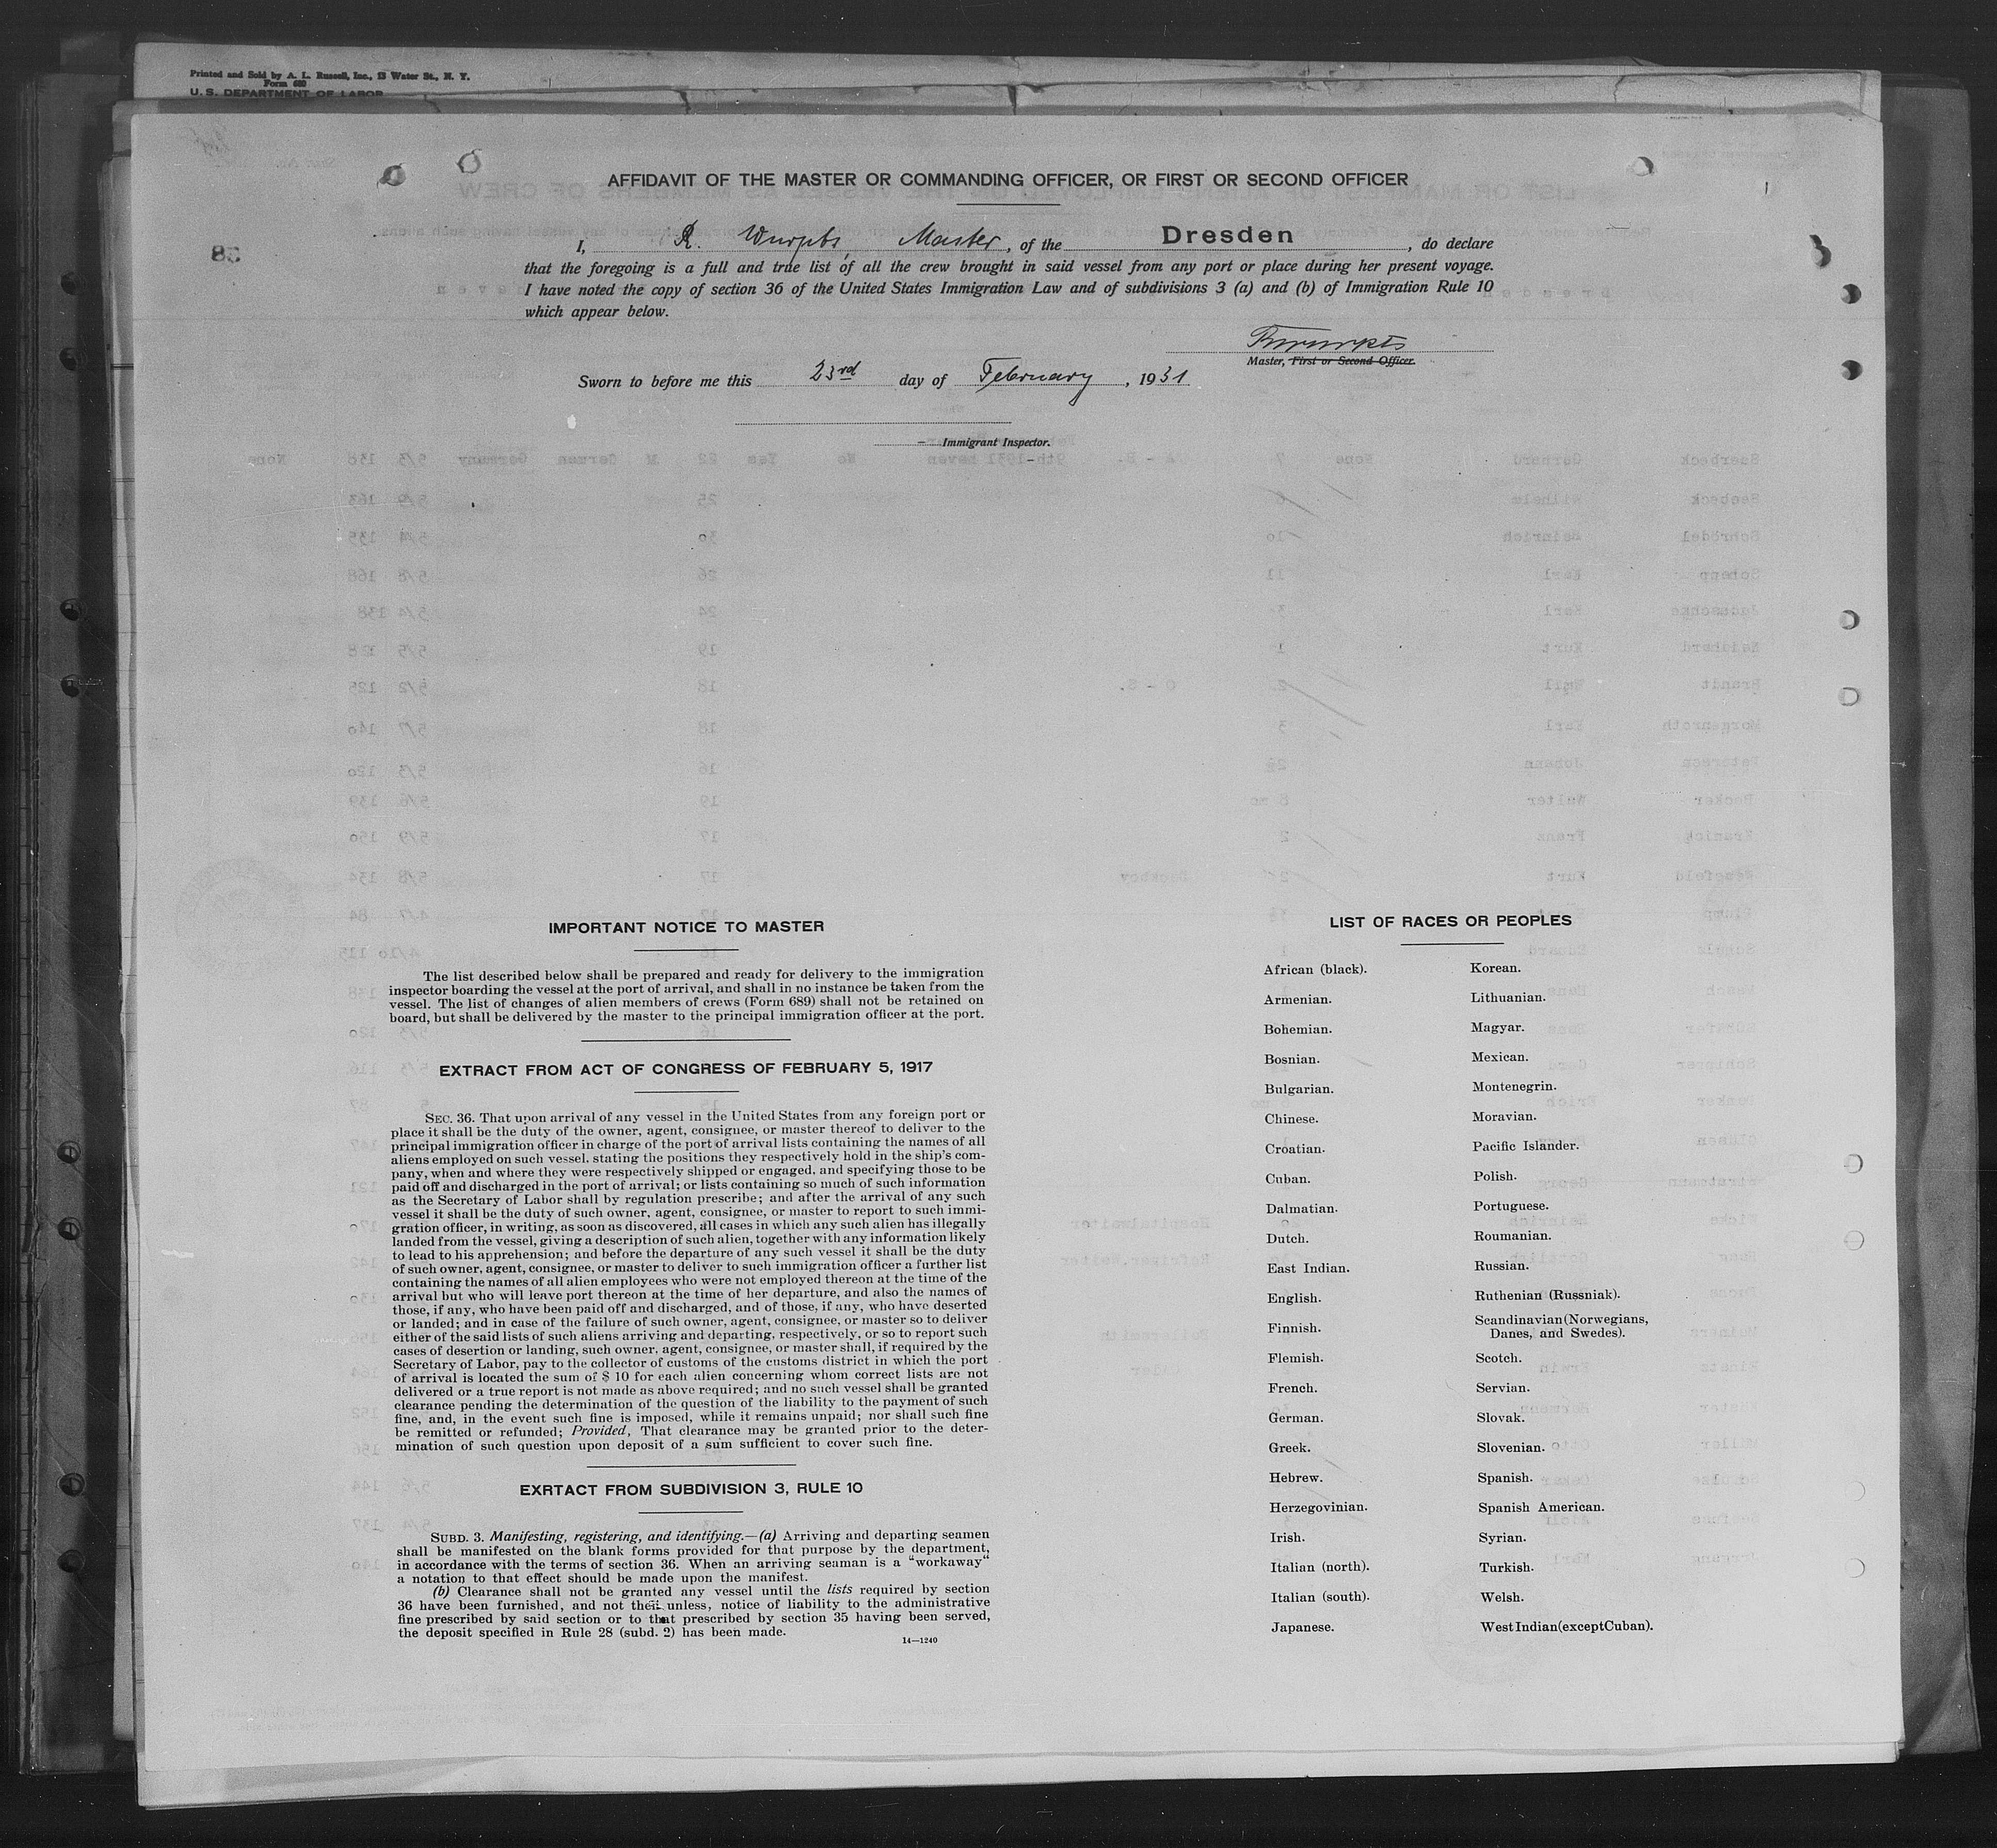 Printed and Sold by A. L. Russell, Inc., 13 Water St., N. Y.
Form 689
U. S. DEPARTMENT OF LABOR
AFFIDAVIT OF THE MASTER OR COMMANDING OFFICER, OR FIRST OR SECOND OFFICER
I, R. Wurpts, Master, of the Dresden, do declare
that the foregoing is a full and true list of all the crew brought in said vessel from any port or place during her present voyage.
I have noted the copy of section 36 of the United States Immigration Law and of subdivisions 3 (a) and (b) of Immigration Rule 10
which appear below.
RWurpts
Master, First or Second Officer.
Sworn to before me this 23rd day of February, 1931
Immigrant Inspector.
IMPORTANT NOTICE TO MASTER
The list described below shall be prepared and ready for delivery to the immigration
inspector boarding the vessel at the port of arrival, and shall in no instance be taken from the
vessel. The list of changes of alien members of crews (Form 689) shall not be retained on
board, but shall be delivered by the master to the principal immigration officer at the port.
EXTRACT FROM ACT OF CONGRESS OF FEBRUARY 5, 1917
SEC. 36. That upon arrival of any vessel in the United States from any foreign port or
place it shall be the duty of the owner, agent, consignee, or master thereof to deliver to the
principal immigration officer in charge of the port of arrival lists containing the names of all
aliens employed on such vessel. stating the positions they respectively hold in the ship's com-
pany, when and where they were respectively shipped or engaged, and specifying those to be
paid off and discharged in the port of arrival; or lists containing so much of such information
as the Secretary of Labor shall by regulation prescribe; and after the arrival of any such
vessel it shall be the duty of such owner, agent, consignee, or master to report to such immi-
gration officer, in writing, as soon as discovered, all cases in which any such alien has illegally
landed from the vessel, giving a description of such alien, together with any information likely
to lead to his apprehension; and before the departure of any such vessel it shall be the duty
of such owner, agent, consignee, or master to deliver to such immigration officer a further list
containing the names of all alien employees who were not employed thereon at the time of the
arrival but who will leave port thereon at the time of her departure, and also the names of
those, if any, who have been paid off and discharged, and of those, if any, who have deserted
or landed; and in case of the failure of such owner, agent, consignee, or master so to deliver
either of the said lists of such aliens arriving and departing, respectively, or so to report such
cases of desertion or landing, such owner, agent, consignee, or master shall, if required by the
Secretary of Labor, pay to the collector of customs of the customs district in which the port
of arrival is located the sum of $ 10 for each alien concerning whom correct lists are not
delivered or a true report is not made as above required; and no such vessel shall be granted
clearance pending the determination of the question of the liability to the payment of such
fine, and, in the event such fine is imposed, while it remains unpaid; nor shall such fine
be remitted or refunded; Provided, That clearance may be granted prior to the deter-
mination of such question upon deposit of a sum sufficient to cover such fine.
EXRTACT FROM SUBDIVISION 3, RULE 10
SUBD. 3. Manifesting, registering, and identifying.—(a) Arriving and departing seamen
shall be manifested on the blank forms provided for that purpose by the department,
in accordance with the terms of section 36. When an arriving seaman is a "workaway"
a notation to that effect should be made upon the manifest.
(b) Clearance shall not be granted any vessel until the lists required by section
36 have been furnished, and not then unless, notice of liability to the administrative
fine prescribed by said section or to that prescribed by section 35 having been served,
the deposit specified in Rule 28 (subd. 2) has been made.
14—1240
LIST OF RACES OR PEOPLES
African (black).
Armenian.
Bohemian.
Bosnian.
Bulgarian.
Chinese.
Croatian.
Cuban.
Dalmatian.
Dutch.
East Indian.
English.
Finnish.
Flemish.
French.
German.
Greek.
Hebrew.
Herzegovinian.
Irish.
Italian (north).
Italian (south).
Japanese.
Korean.
Lithuanian.
Magyar.
Mexican.
Montenegrin.
Moravian.
Pacific Islander.
Polish.
Portuguese.
Roumanian.
Russian.
Ruthenian (Russniak).
Scandinavian(Norwegians,
Danes, and Swedes).
Scotch.
Servian.
Slovak.
Slovenian.
Spanish.
Spanish American.
Syrian.
Turkish.
Welsh.
West Indian(exceptCuban).